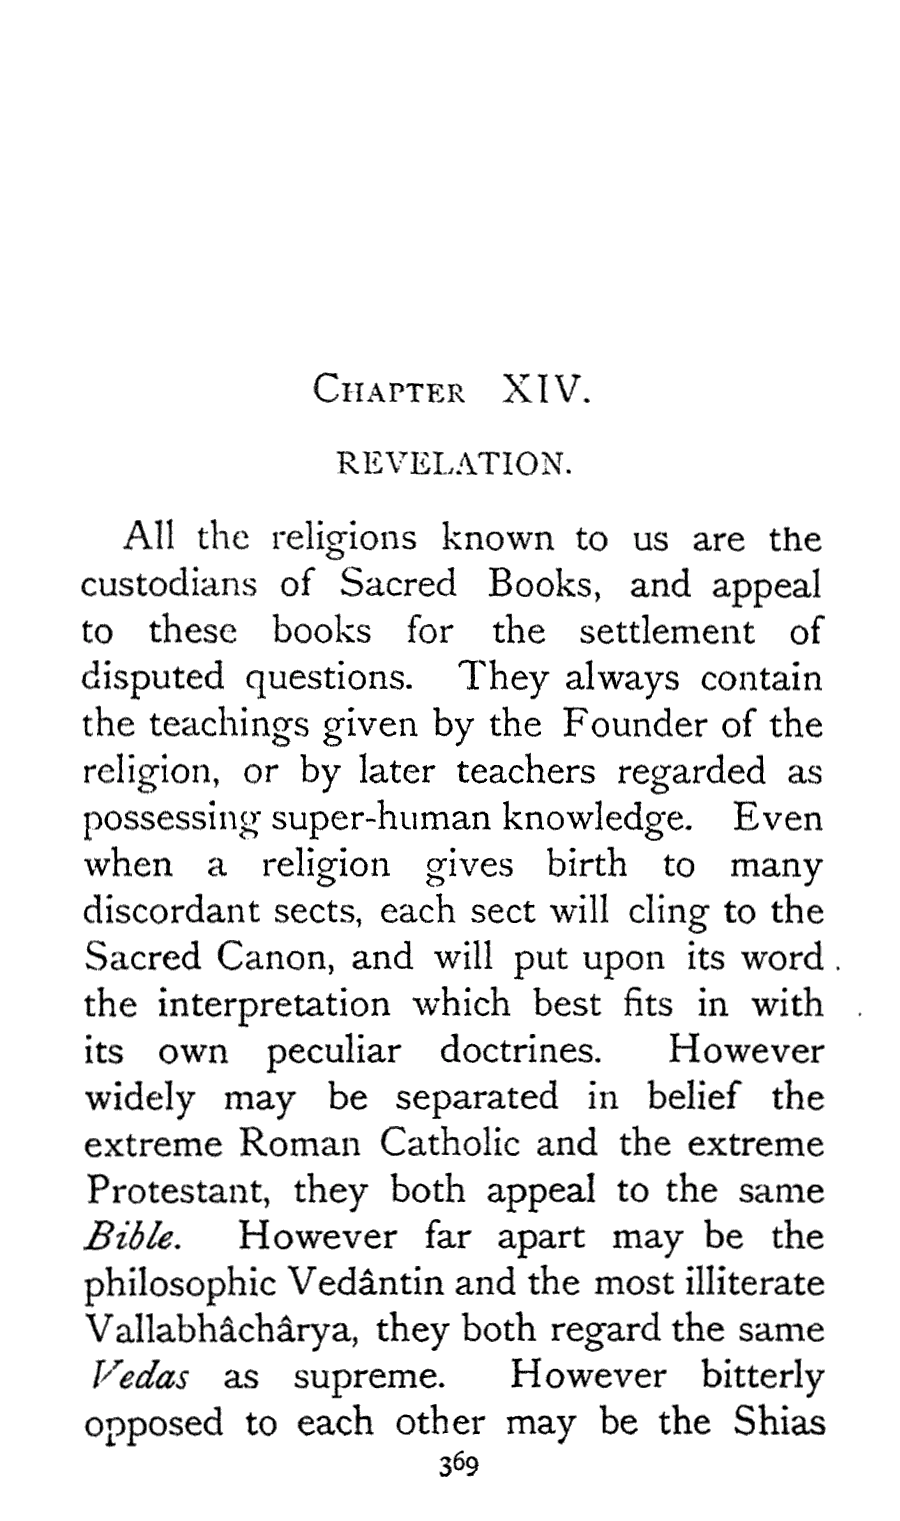 CHAPTER XIV.
REVELATION.
All the religions known to us are the
custodians of Sacred Books, and appeal
to these books for the settlement of
disputed questions. They always contain
the teachings given by the Founder of the
religion, or by later teachers regarded as
possessing super-human knowledge. Even
when a religion gives birth to many
discordant sects, each sect will cling to the
Sacred Canon, and will put upon its word
the interpretation which best fits in with
its own peculiar doctrines. However
widely may be separated in belief the
extreme Roman Catholic and the extreme
Protestant, they both appeal to the same
Bible. However far apart may be the
philosophic Vedântin and the most illiterate
Vallabhâchârya, they both regard the same
Vedas as supreme. However bitterly
opposed to each other may be the Shias
369